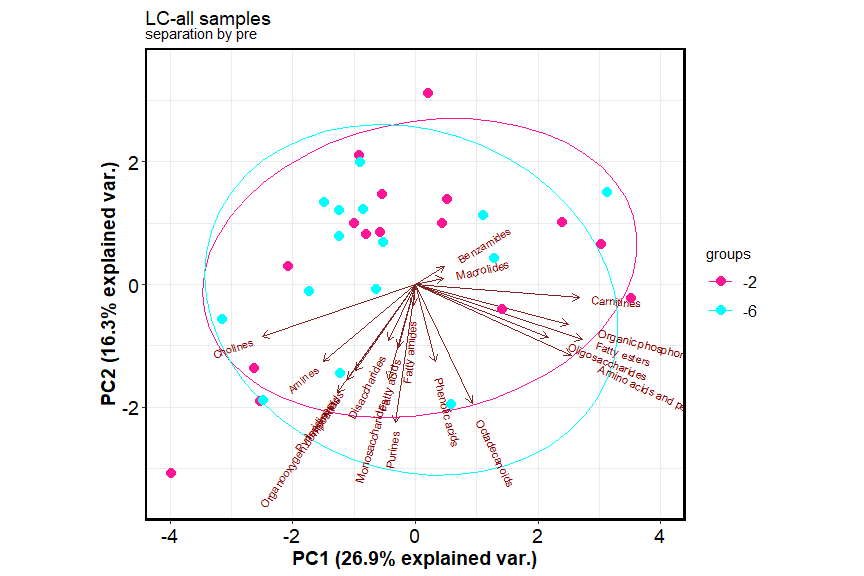 LC-all samples
separation by pre
PC2 (16.3% explained var.)
2
0
-2
Benzamides
Macrolides
Carnitines
Organic phosphor
Fatty esters
Oligosaccharides
Amino acids and pe
Cholines
Amines
Disaccharides
Fatty acids
Fatty amides
Monosaccharides
Purines
Phenolic acids
Octadecanoids
-4
-2
0
2
4
PC1 (26.9% explained var.)
groups
-2
-6